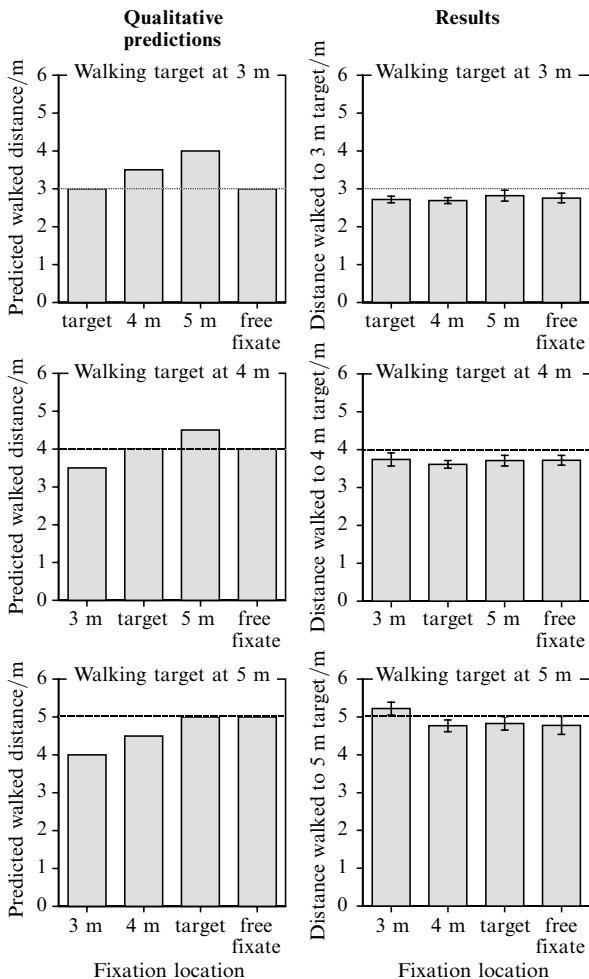 Qualitative
predictions
Results
Predicted walked distance/m
6
5
4
3
2
1
0
Walking target at 3 m
target 4 m 5 m free
fixate
Distance walked to 3 m target/m
6
5
4
3
2
1
0
Walking target at 3 m
target 4 m 5 m free
fixate
Predicted walked distance/m
6
5
4
3
2
1
0
Walking target at 4 m
3 m target 5 m free
fixate
Distance walked to 4 m target/m
6
5
4
3
2
1
0
Walking target at 4 m
3 m target 5 m free
fixate
Predicted walked distance/m
6
5
4
3
2
1
0
Walking target at 5 m
3 m 4 m target free
fixate
Fixation location
Distance walked to 5 m target/m
6
5
4
3
2
1
0
Walking target at 5 m
3 m 4 m target free
fixate
Fixation location